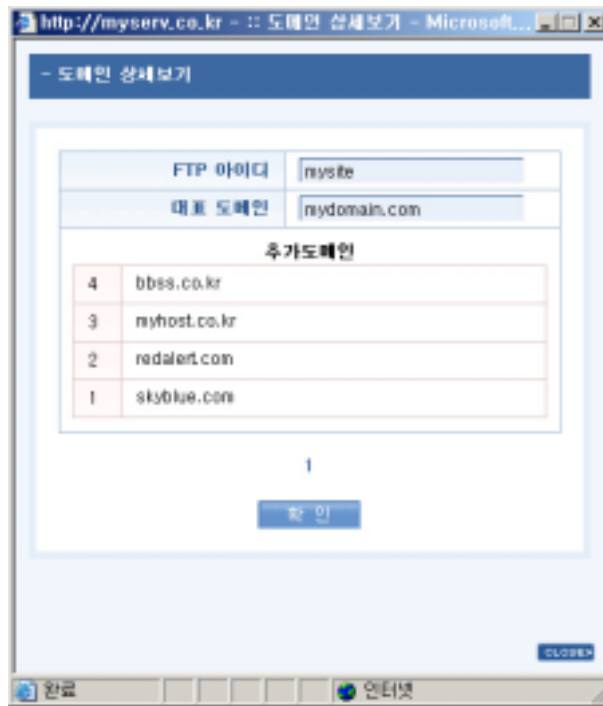 http://myserv.co.kr - :: 도메인 상세보기 - Microsoft...
- 도메인 상세보기
FTP 아이디 mysite
대표 도메인 mydomain.com
추가도메인
4 bbss.co.kr
3 myhost.co.kr
2 redalert.com
1 skyblue.com
1
확 인
CLOSE
완료 인터넷